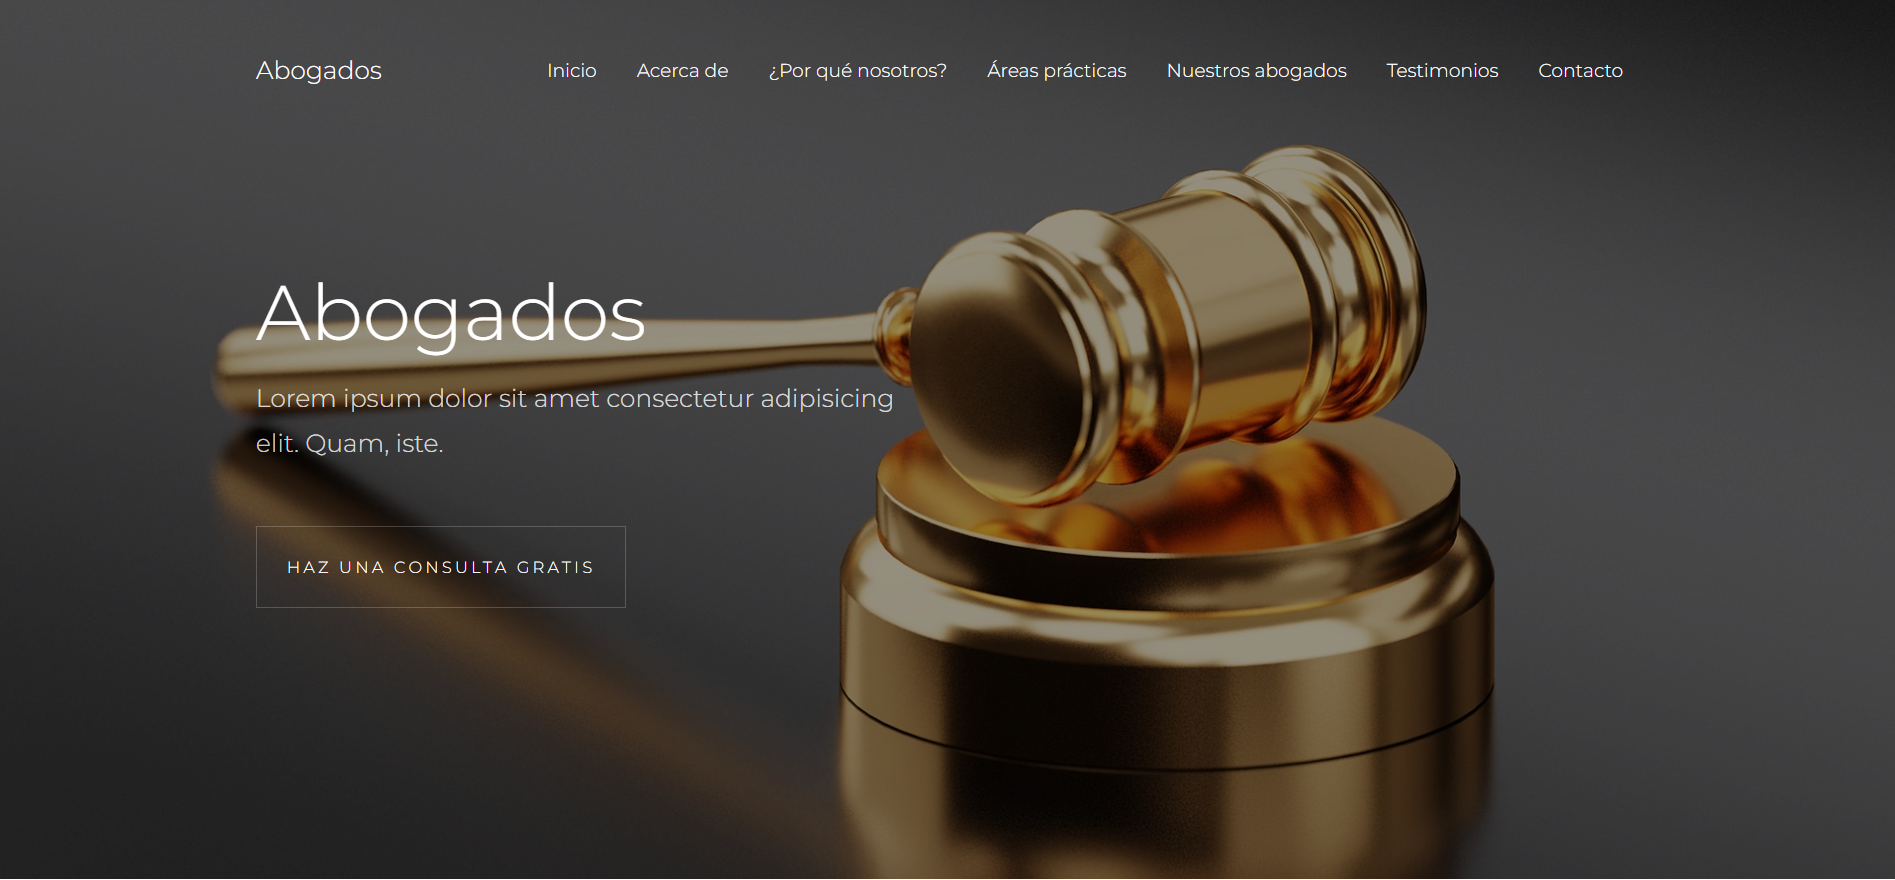 Abogados
Inicio
Acerca de
¿Por qué nosotros?
Áreas prácticas
Nuestros abogados
Testimonios
Contacto
Abogados
Lorem ipsum dolor sit amet consectetur adipisicing
elit. Quam, iste.
HAZ UNA CONSULTA GRATIS